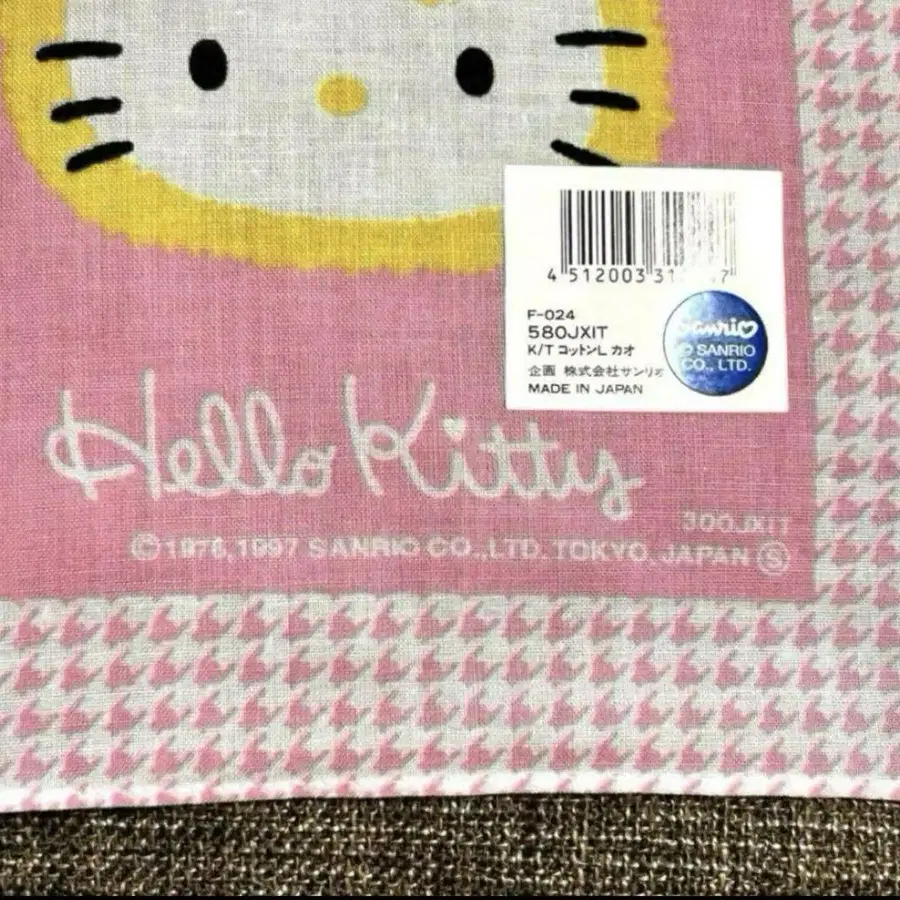 4 512003 31
F-024
580JXIT
K/T コットンL カオ
企画 株式会社サンリオ
MADE IN JAPAN
Sanrio
© SANRIO
CO., LTD.
Hello Kitty
300JXIT
©1976,1997 SANRIO CO.,LTD.TOKYO,JAPAN Ⓢ